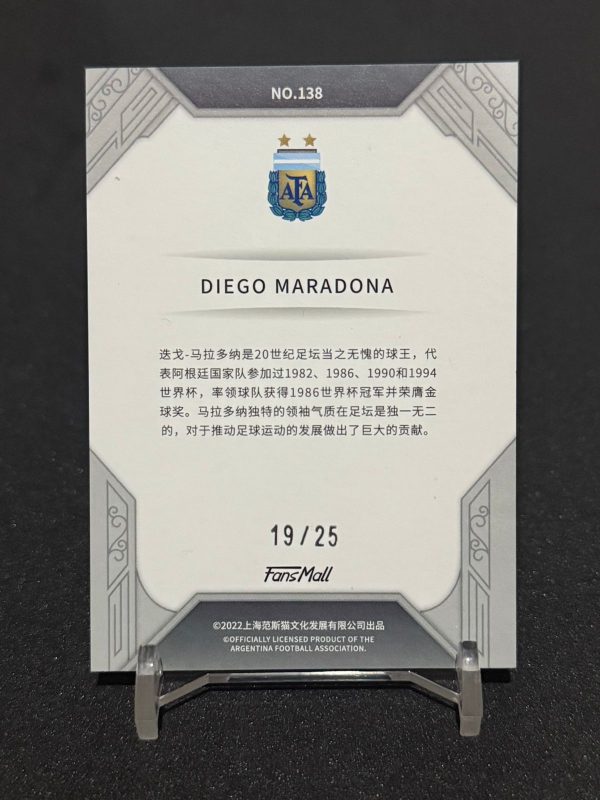 NO.138
AFA
DIEGO MARADONA
迭戈-马拉多纳是20世纪足坛当之无愧的球王，代
表阿根廷国家队参加过1982、1986、1990和1994
世界杯，率领球队获得1986世界杯冠军并荣膺金
球奖。马拉多纳独特的领袖气质在足坛是独一无二
的，对于推动足球运动的发展做出了巨大的贡献。
19/25
FansMall
©2022上海范斯猫文化发展有限公司出品
©OFFICIALLY LICENSED PRODUCT OF THE
ARGENTINA FOOTBALL ASSOCIATION.